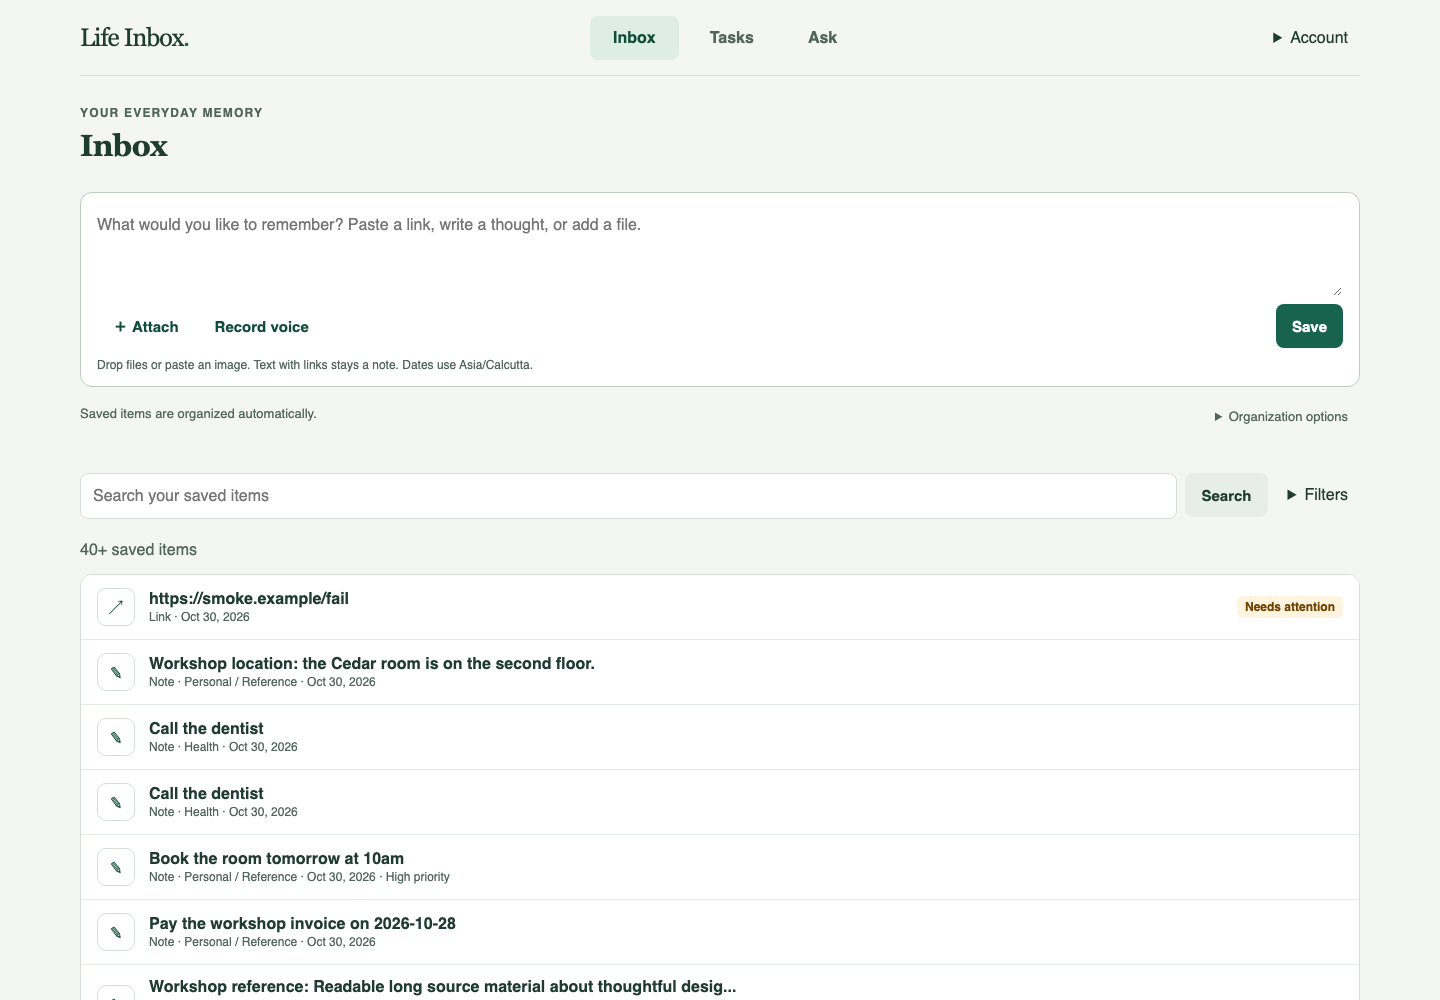 Life Inbox.
Inbox
Tasks
Ask
▶ Account
YOUR EVERYDAY MEMORY
Inbox
What would you like to remember? Paste a link, write a thought, or add a file.
+ Attach
Record voice
Save
Drop files or paste an image. Text with links stays a note. Dates use Asia/Calcutta.
Saved items are organized automatically.
▶ Organization options
Search your saved items
Search
▶ Filters
40+ saved items
https://smoke.example/fail
Link · Oct 30, 2026
Needs attention
Workshop location: the Cedar room is on the second floor.
Note · Personal / Reference · Oct 30, 2026
Call the dentist
Note · Health · Oct 30, 2026
Call the dentist
Note · Health · Oct 30, 2026
Book the room tomorrow at 10am
Note · Personal / Reference · Oct 30, 2026 · High priority
Pay the workshop invoice on 2026-10-28
Note · Personal / Reference · Oct 30, 2026
Workshop reference: Readable long source material about thoughtful desig...